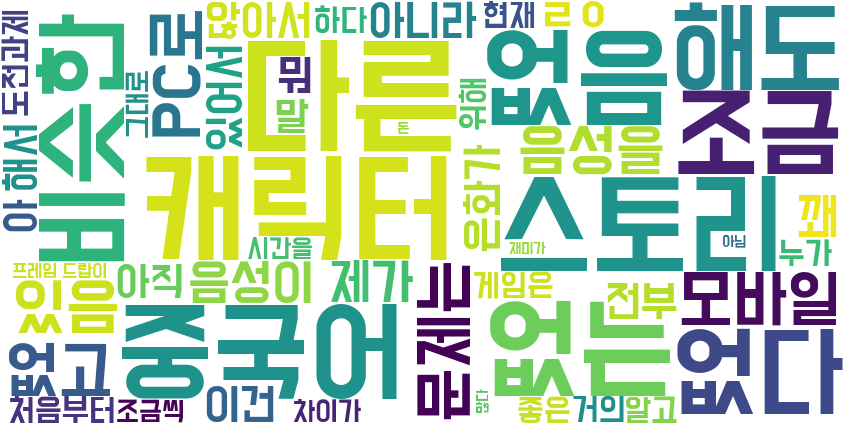 않아서
하다
아니라
현재
ㄹㅇ
도전과제
비슷한
PC로
그대로
있어서
다른
뭐
말
돈
위해
없음
해도
조금
음성을
아
해서
캐릭터
은화가
스토리
깨
아님
누가
재미가
시간을
프레임 드랍이
아직
음성이
제가
문제는
게임은
전부
모바일
있음
중국어
없는
없다
없고
처음부터
조금씩
이건
차이가
많다
좋은
거의
알고